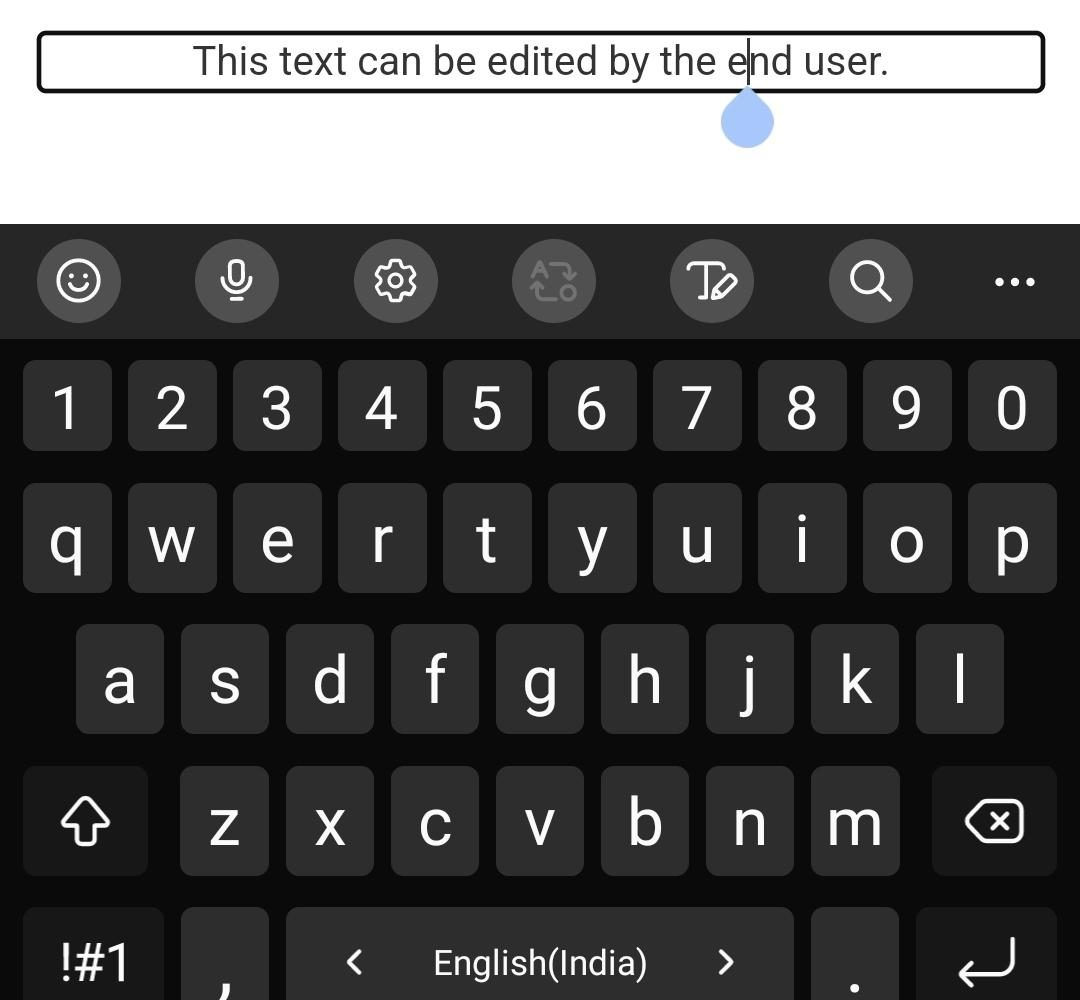 This text can be edited by the end user.
1 2 3 4 5 6 7 8 9 0
q w e r t y u i o p
a s d f g h j k l
z x c v b n m
!#1 , < English(India) > .